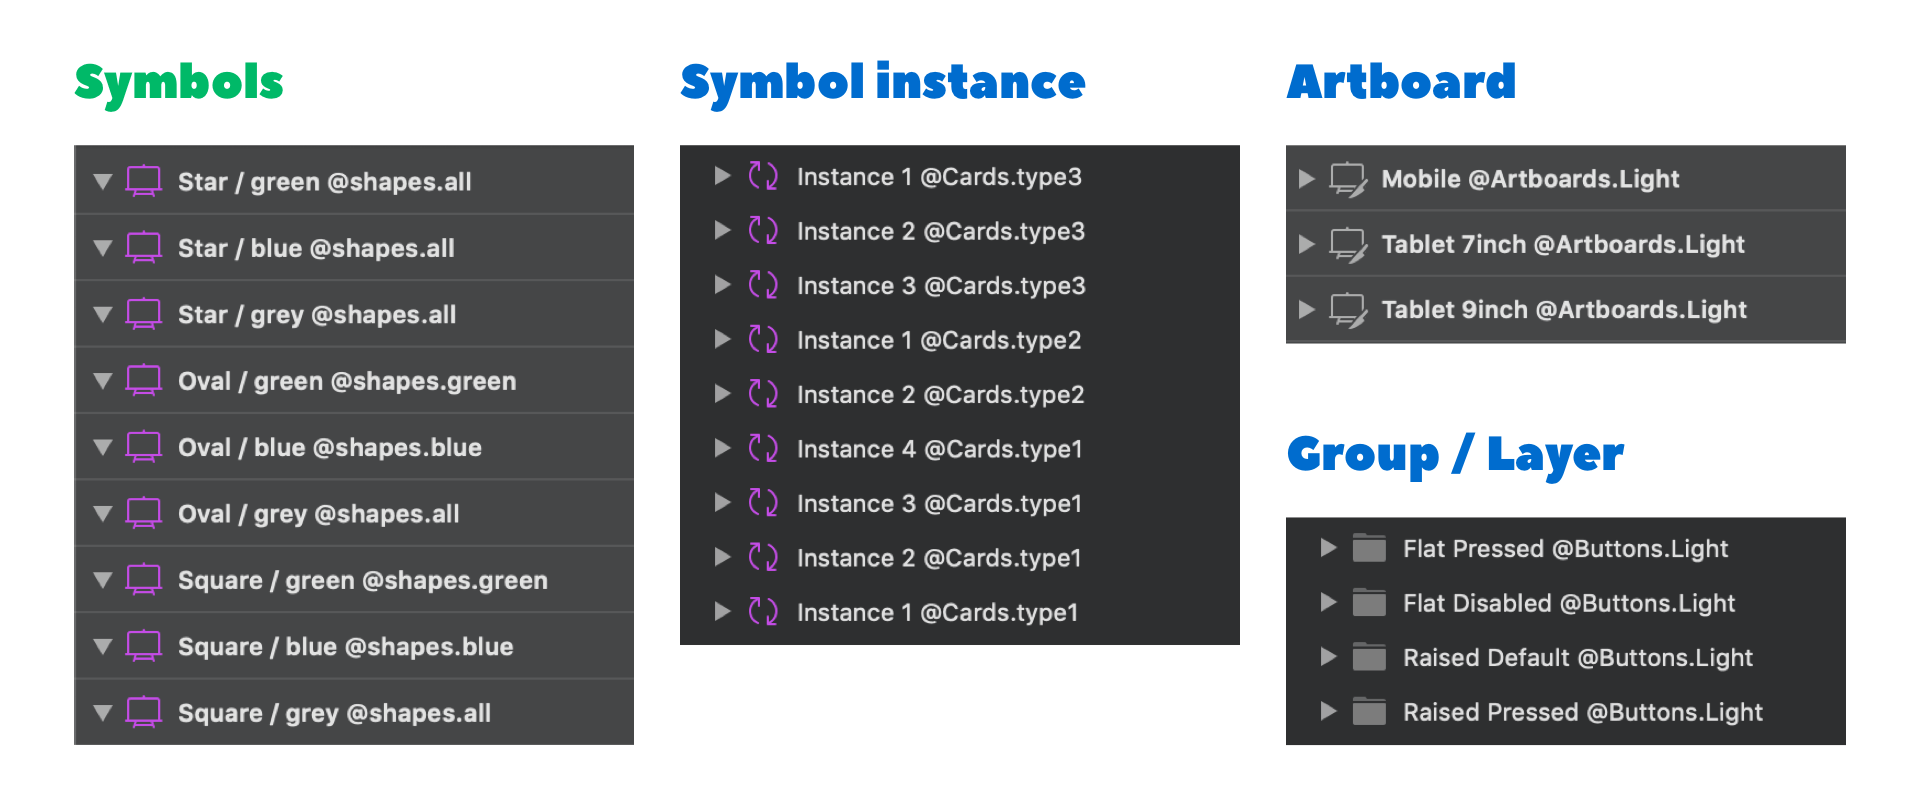 Symbols
Star / green @shapes.all
Star / blue @shapes.all
Star / grey @shapes.all
Oval / green @shapes.green
Oval / blue @shapes.blue
Oval / grey @shapes.all
Square / green @shapes.green
Square / blue @shapes.blue
Square / grey @shapes.all
Symbol instance
Instance 1 @Cards.type3
Instance 2 @Cards.type3
Instance 3 @Cards.type3
Instance 1 @Cards.type2
Instance 2 @Cards.type2
Instance 4 @Cards.type1
Instance 3 @Cards.type1
Instance 2 @Cards.type1
Instance 1 @Cards.type1
Artboard
Mobile @Artboards.Light
Tablet 7inch @Artboards.Light
Tablet 9inch @Artboards.Light
Group / Layer
Flat Pressed @Buttons.Light
Flat Disabled @Buttons.Light
Raised Default @Buttons.Light
Raised Pressed @Buttons.Light